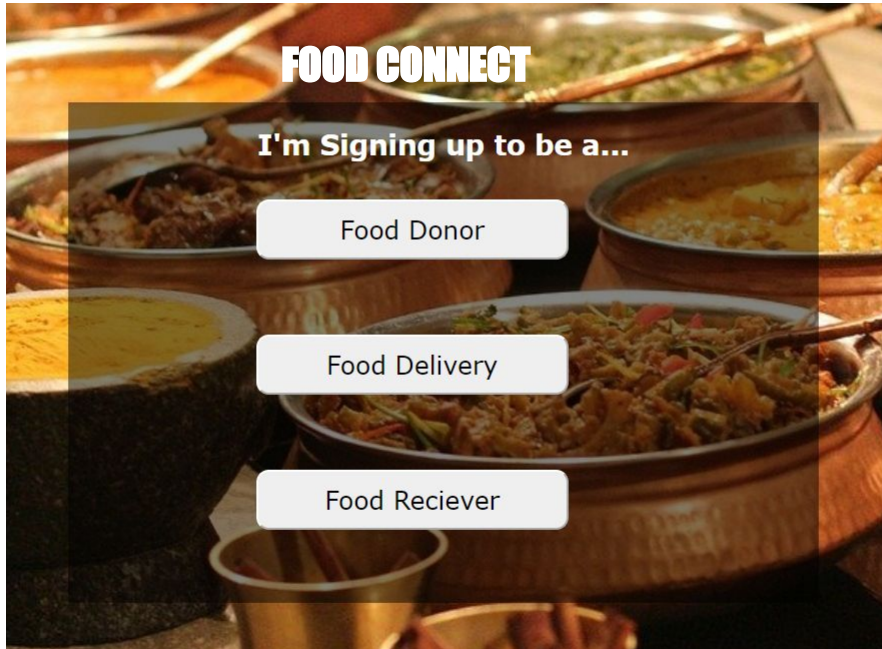 FOOD CONNECT
I'm Signing up to be a...
Food Donor
Food Delivery
Food Reciever